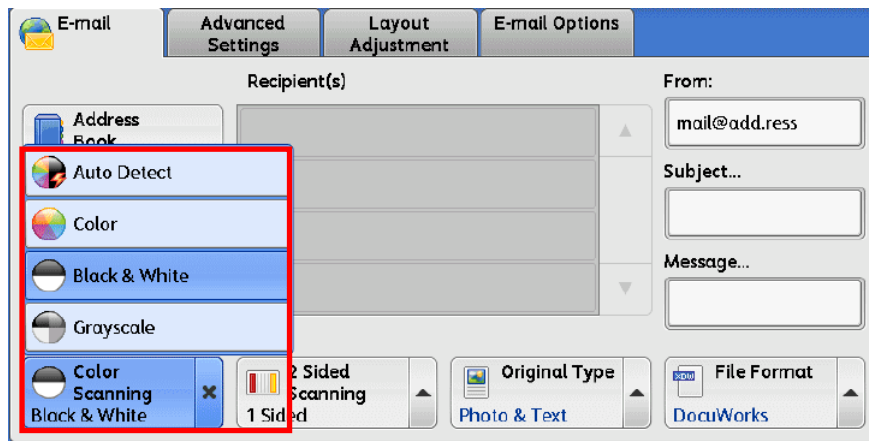 E-mail
Advanced
Settings
Layout
Adjustment
E-mail Options
Recipient(s)
From:
Address
Book
mail@add.ress
Auto Detect
Subject...
Color
Message...
Black & White
Grayscale
Color
Scanning
Black & White
2 Sided
Scanning
1 Sided
Original Type
Photo & Text
XDW
File Format
DocuWorks